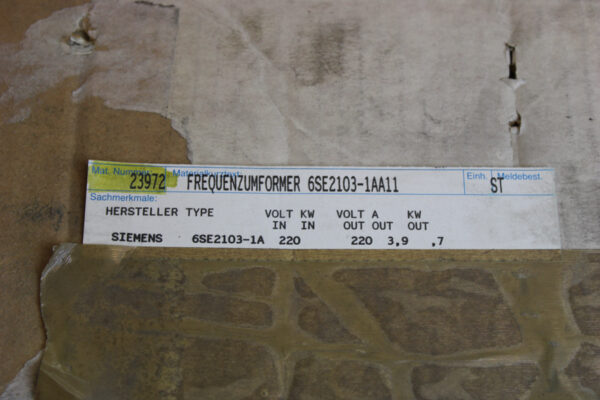 Mat. Nummer: Materialkurztext: Einh. Meldebest.
23972 FREQUENZUMFORMER 6SE2103-1AA11 ST
Sachmerkmale:
HERSTELLER TYPE VOLT KW VOLT A KW
IN IN OUT OUT OUT
SIEMENS 6SE2103-1A 220 220 3,9 ,7